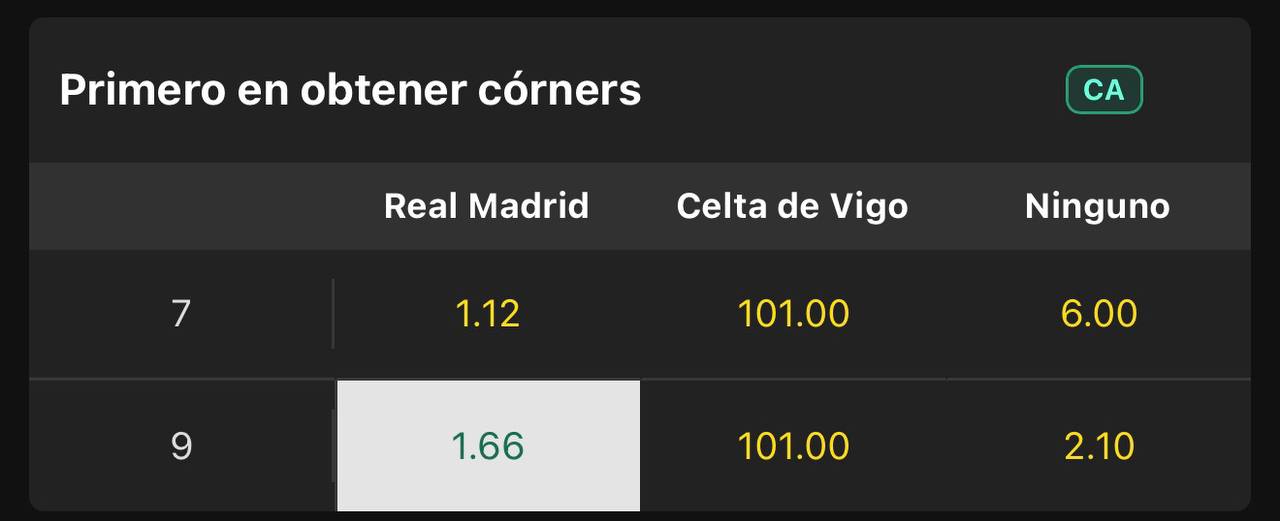 Primero en obtener córners CA
Real Madrid Celta de Vigo Ninguno
7 1.12 101.00 6.00
9 1.66 101.00 2.10